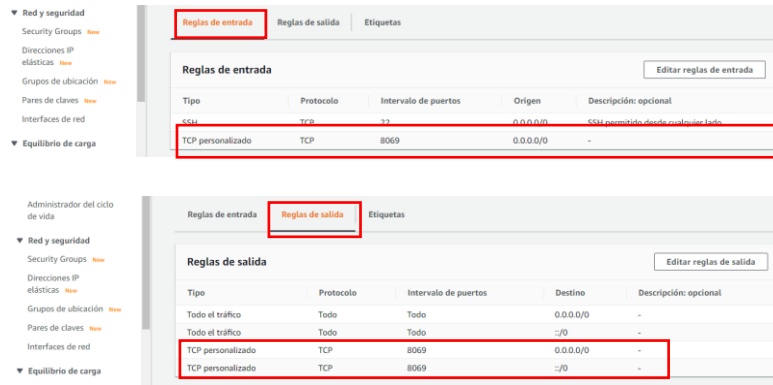 Red y seguridad
Security Groups New
Direcciones IP
elásticas New
Grupos de ubicación New
Pares de claves New
Interfaces de red
Equilibrio de carga
Reglas de entrada Reglas de salida Etiquetas
Reglas de entrada Editar reglas de entrada
Tipo Protocolo Intervalo de puertos Origen Descripción: opcional
SSH TCP 22 0.0.0.0/0 SSH permitido desde cualquier lado
TCP personalizado TCP 8069 0.0.0.0/0 -
Administrador del ciclo
de vida
Red y seguridad
Security Groups New
Direcciones IP
elásticas New
Grupos de ubicación New
Pares de claves New
Interfaces de red
Equilibrio de carga
Reglas de entrada Reglas de salida Etiquetas
Reglas de salida Editar reglas de salida
Tipo Protocolo Intervalo de puertos Destino Descripción: opcional
Todo el tráfico Todo Todo 0.0.0.0/0 -
Todo el tráfico Todo Todo ::/0 -
TCP personalizado TCP 8069 0.0.0.0/0 -
TCP personalizado TCP 8069 ::/0 -